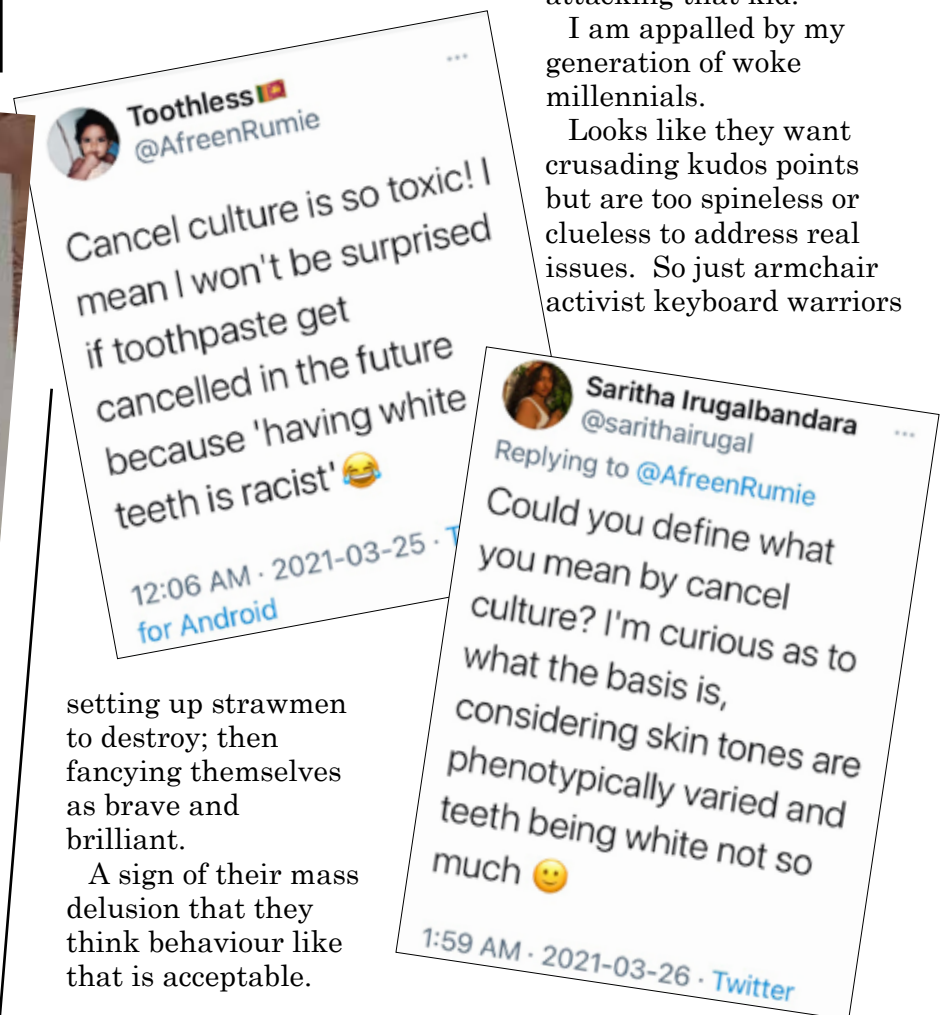 attacking that kid.
I am appalled by my
generation of woke
millennials.
Looks like they want
crusading kudos points
but are too spineless or
clueless to address real
issues.  So just armchair
activist keyboard warriors
setting up strawmen
to destroy; then
fancying themselves
as brave and
brilliant.
A sign of their mass
delusion that they
think behaviour like
that is acceptable.
Toothless🇱🇰
@AfreenRumie
Cancel culture is so toxic! I
mean I won't be surprised
if toothpaste get
cancelled in the future
because 'having white
teeth is racist'😂
12:06 AM · 2021-03-25 ·
for Android
Saritha Irugalbandara
@sarithairugal
Replying to @AfreenRumie
Could you define what
you mean by cancel
culture? I'm curious as to
what the basis is,
considering skin tones are
phenotypically varied and
teeth being white not so
much 🙂
1:59 AM · 2021-03-26 · Twitter